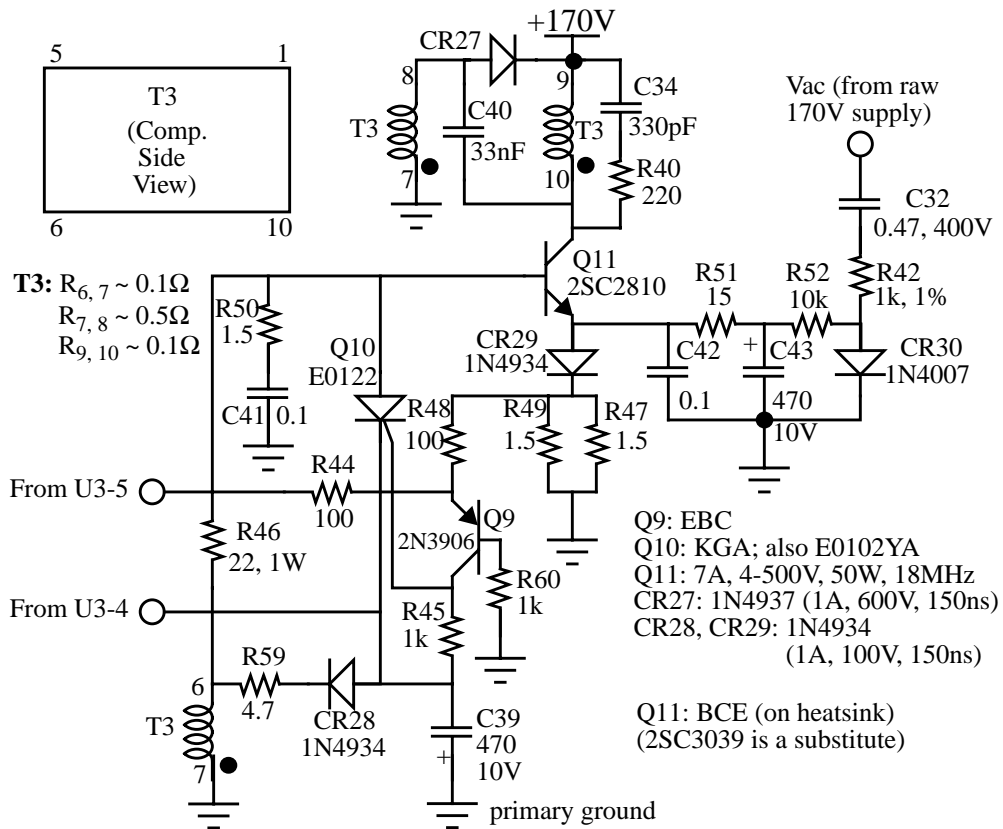 +170V
CR27
5
1
T3
(Comp.
Side
View)
6
10
8
T3
7
C40
33nF
9
T3
10
C34
330pF
R40
220
Vac (from raw
170V supply)
C32
0.47, 400V
R42
1k, 1%
T3: R6, 7 ~ 0.1Ω
R7, 8 ~ 0.5Ω
R9, 10 ~ 0.1Ω
R50
1.5
C41
0.1
Q10
E0122
Q11
2SC2810
CR29
1N4934
R51
15
R52
10k
C42
0.1
+
C43
470
10V
CR30
1N4007
R48
100
R49
1.5
R47
1.5
From U3-5
R44
100
R46
22, 1W
Q9
2N3906
R60
1k
From U3-4
R45
1k
R59
4.7
CR28
1N4934
6
T3
7
C39
470
10V
+
primary ground
Q9: EBC
Q10: KGA; also E0102YA
Q11: 7A, 4-500V, 50W, 18MHz
CR27: 1N4937 (1A, 600V, 150ns)
CR28, CR29: 1N4934
(1A, 100V, 150ns)
Q11: BCE (on heatsink)
(2SC3039 is a substitute)